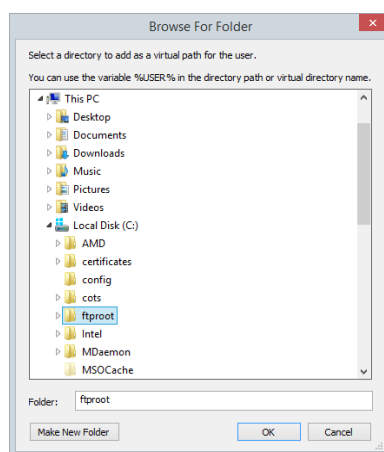 Browse For Folder
Select a directory to add as a virtual path for the user.
You can use the variable %USER% in the directory path or virtual directory name.
This PC
Desktop
Documents
Downloads
Music
Pictures
Videos
Local Disk (C:)
AMD
certificates
config
cots
ftproot
Intel
MDaemon
MSOCache
Folder: ftproot
Make New Folder OK Cancel